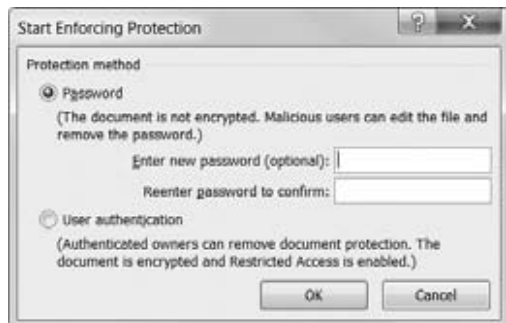 Start Enforcing Protection
Protection method
Password
(The document is not encrypted. Malicious users can edit the file and
remove the password.)
Enter new password (optional):
Reenter password to confirm:
User authentication
(Authenticated owners can remove document protection. The
document is encrypted and Restricted Access is enabled.)
OK Cancel